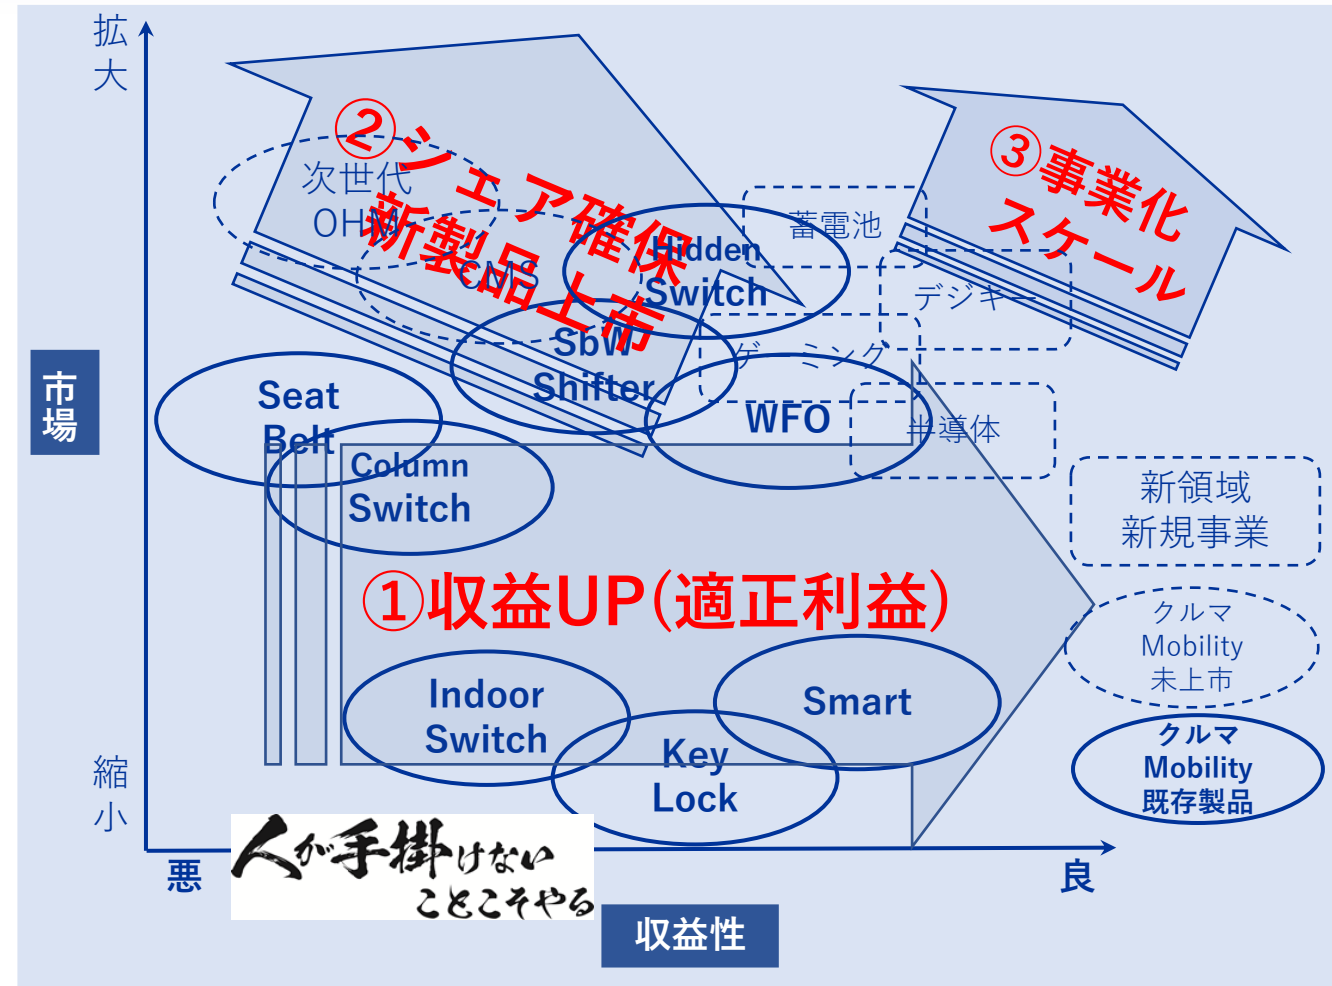 拡大
市場
縮小
②シェア確保
新製品上市
③事業化
スケール
次世代
OHM
CMS
Hidden
Switch
蓄電池
デジキー
SbW
Shifter
ゲーミング
WFO
半導体
Seat
Belt
Column
Switch
①収益UP(適正利益)
Indoor
Switch
Key
Lock
Smart
新領域
新規事業
クルマ
Mobility
未上市
クルマ
Mobility
既存製品
悪
良
人が手掛けない
ことこそやる
収益性